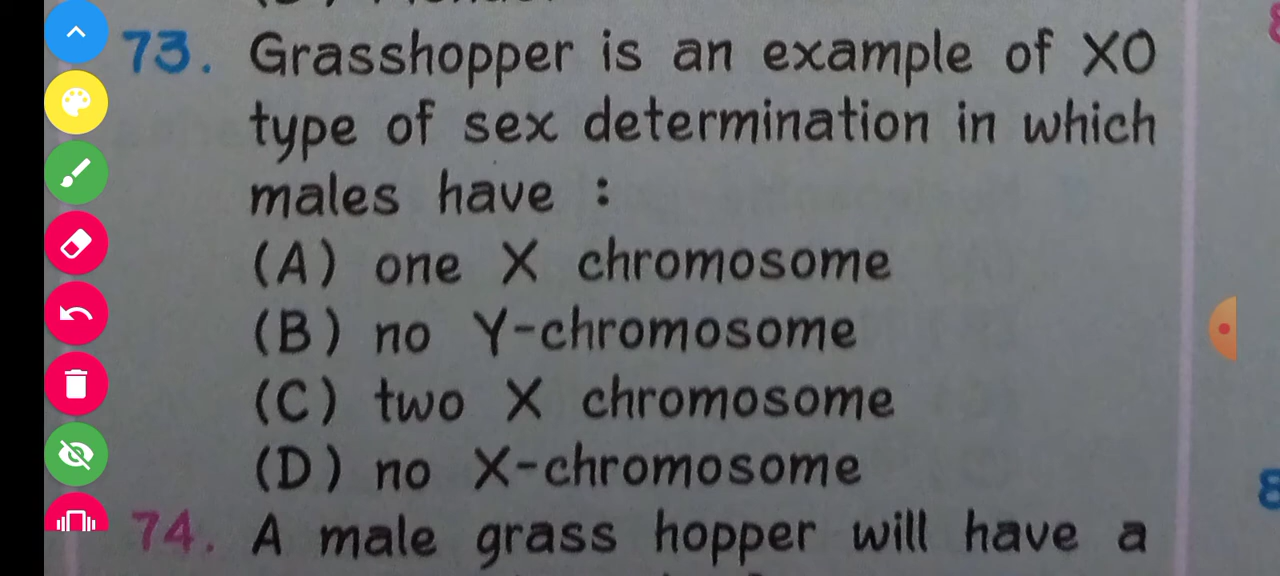 73. Grasshopper is an example of XO
type of sex determination in which
males have :
(A) one X chromosome
(B) no Y-chromosome
(C) two X chromosome
(D) no X-chromosome
74. A male grass hopper will have a